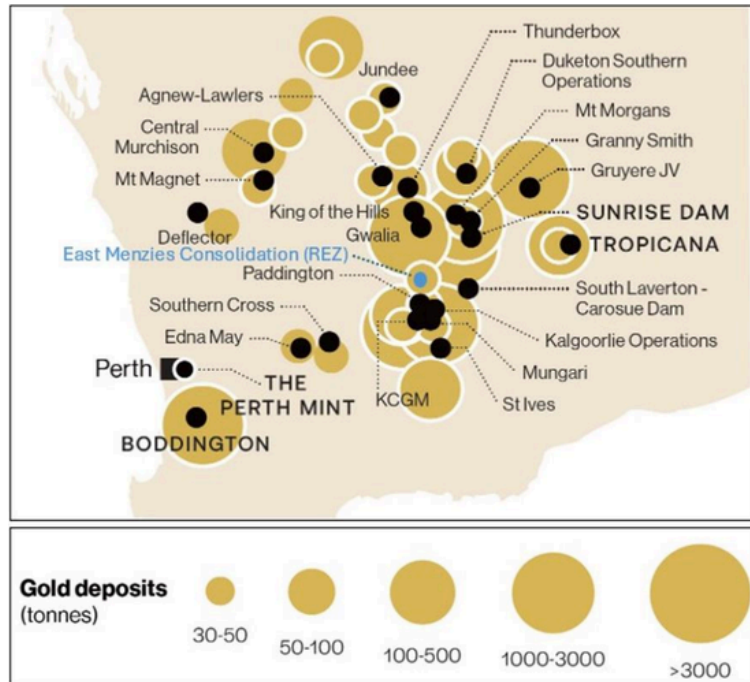 Thunderbox
Jundee
Duketon Southern
Operations
Agnew-Lawlers
Mt Morgans
Central
Murchison
Granny Smith
Gruyere JV
Mt Magnet
King of the Hills
SUNRISE DAM
Deflector
Gwalia
TROPICANA
East Menzies Consolidation (REZ)
Paddington
South Laverton -
Carosue Dam
Southern Cross
Edna May
Kalgoorlie Operations
Perth
THE
PERTH MINT
Mungari
KCGM
St Ives
BODDINGTON
Gold deposits
(tonnes)
30-50
50-100
100-500
1000-3000
>3000